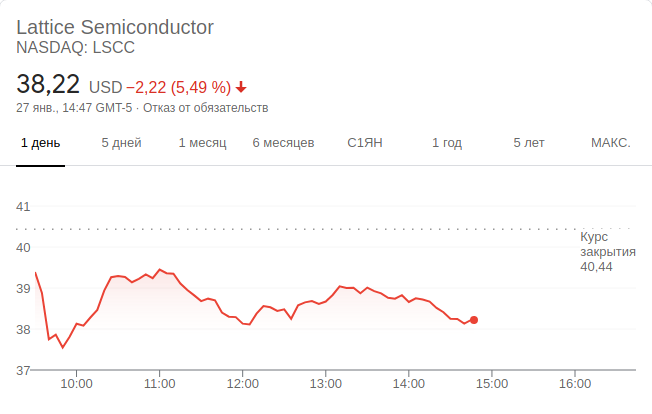 Lattice Semiconductor
NASDAQ: LSCC
38,22 USD −2,22 (5,49 %)
27 янв., 14:47 GMT-5 · Отказ от обязательств
1 день 5 дней 1 месяц 6 месяцев С1ЯН 1 год 5 лет МАКС.
41
Курс
закрытия
40,44
40
39
38
37
10:00 11:00 12:00 13:00 14:00 15:00 16:00